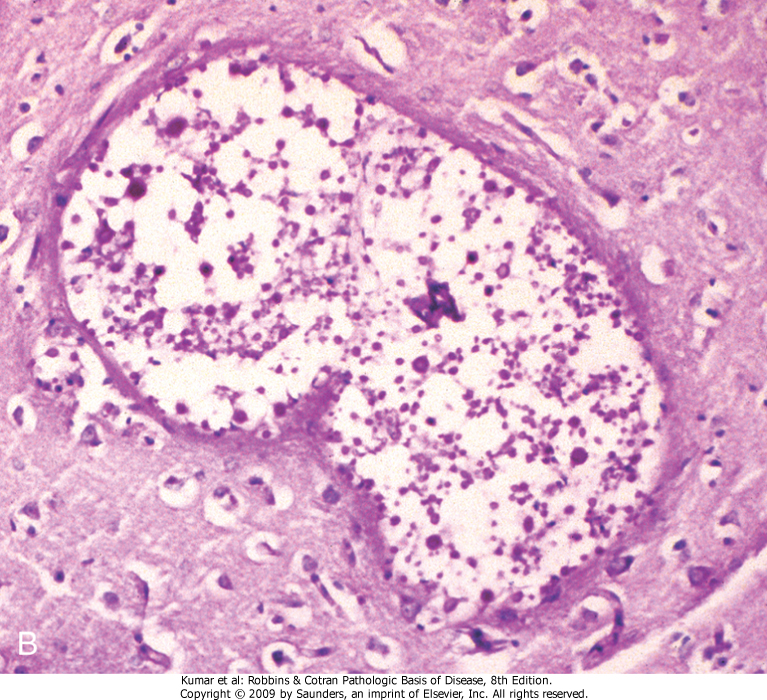 B
Kumar et al: Robbins & Cotran Pathologic Basis of Disease, 8th Edition.
Copyright © 2009 by Saunders, an imprint of Elsevier, Inc. All rights reserved.